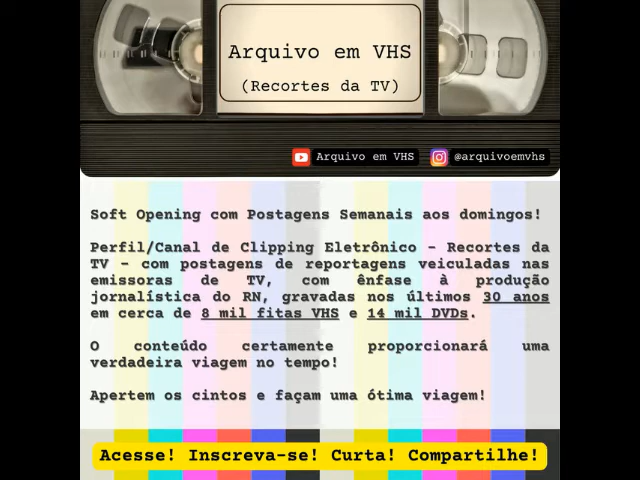 Arquivo em VHS
(Recortes da TV)
Arquivo em VHS @arquivoemvhs
Soft Opening com Postagens Semanais aos domingos!
Perfil/Canal de Clipping Eletrônico - Recortes da
TV - com postagens de reportagens veiculadas nas
emissoras de TV, com ênfase à produção
jornalística do RN, gravadas nos últimos 30 anos
em cerca de 8 mil fitas VHS e 14 mil DVDs.
O conteúdo certamente proporcionará uma
verdadeira viagem no tempo!
Apertem os cintos e façam uma ótima viagem!
Acesse! Inscreva-se! Curta! Compartilhe!